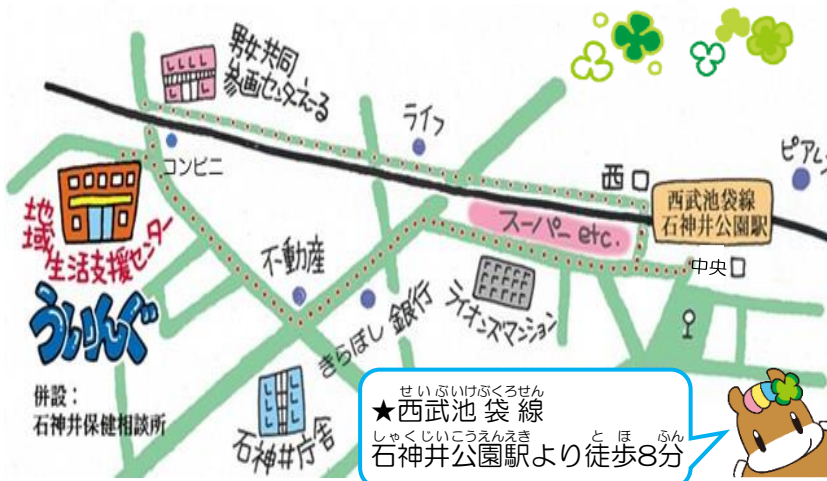 男女共同
参画センターえーる
ライフ
コンビニ
西口
西武池袋線
石神井公園駅
スーパー etc.
中央口
地域
生活支援センター
ういんぐ
不動産
きらぼし銀行
ライオンズマンション
併設：
石神井保健相談所
石神井庁舎
★西武池袋線
せいぶいけぶくろせん
石神井公園駅より徒歩8分
しゃくじいこうえんえき とほ ふん